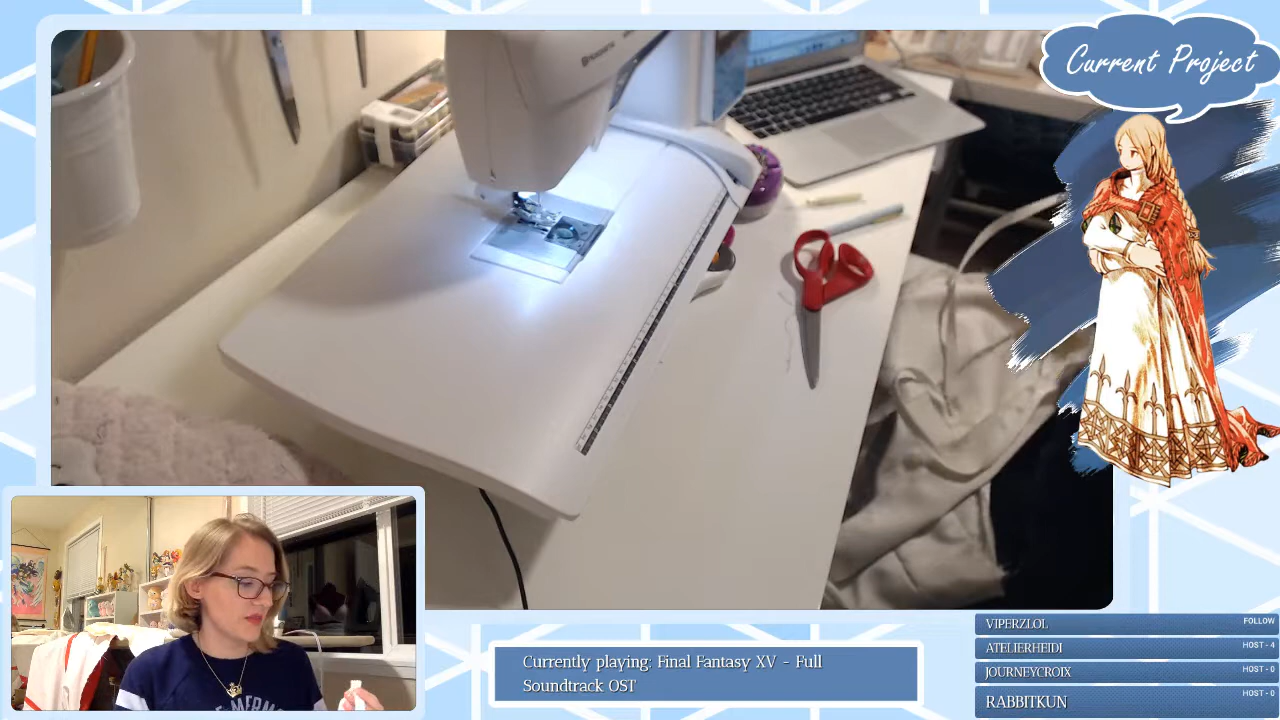 Current Project
Currently playing: Final Fantasy XV - Full
Soundtrack OST
VIPERZLOL FOLLOW
ATELIERHEIDI HOST - 4
JOURNEYCROIX HOST - 0
RABBITKUN HOST - 0